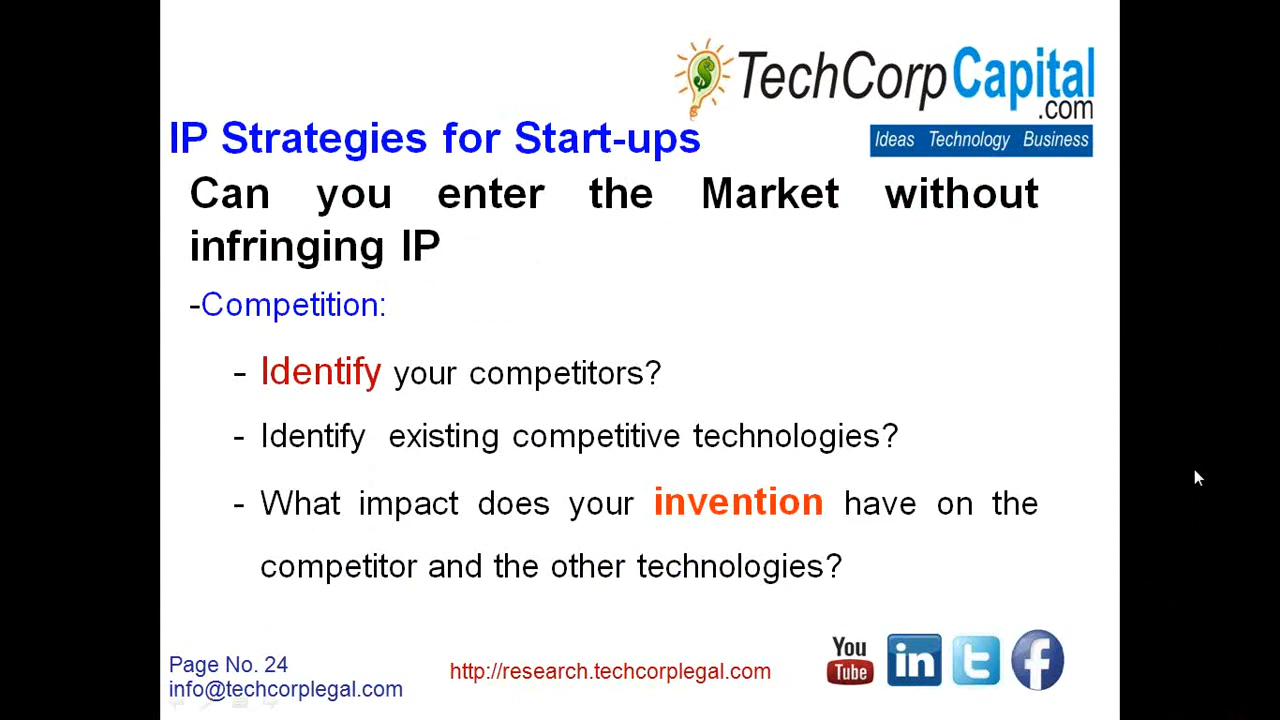 TechCorpCapital
.com
Ideas Technology Business
IP Strategies for Start-ups
Can you enter the Market without
infringing IP
-Competition:
- Identify your competitors?
- Identify existing competitive technologies?
- What impact does your invention have on the
competitor and the other technologies?
Page No. 24
info@techcorplegal.com
http://research.techcorplegal.com
You
Tube
in
t
f